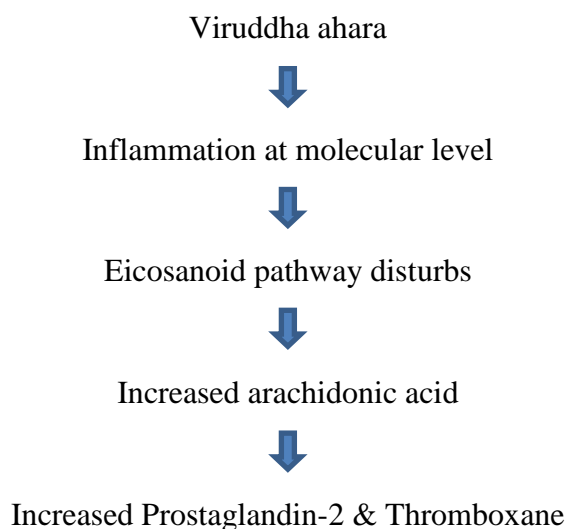 Viruddha ahara
Inflammation at molecular level
Eicosanoid pathway disturbs
Increased arachidonic acid
Increased Prostaglandin-2 & Thromboxane